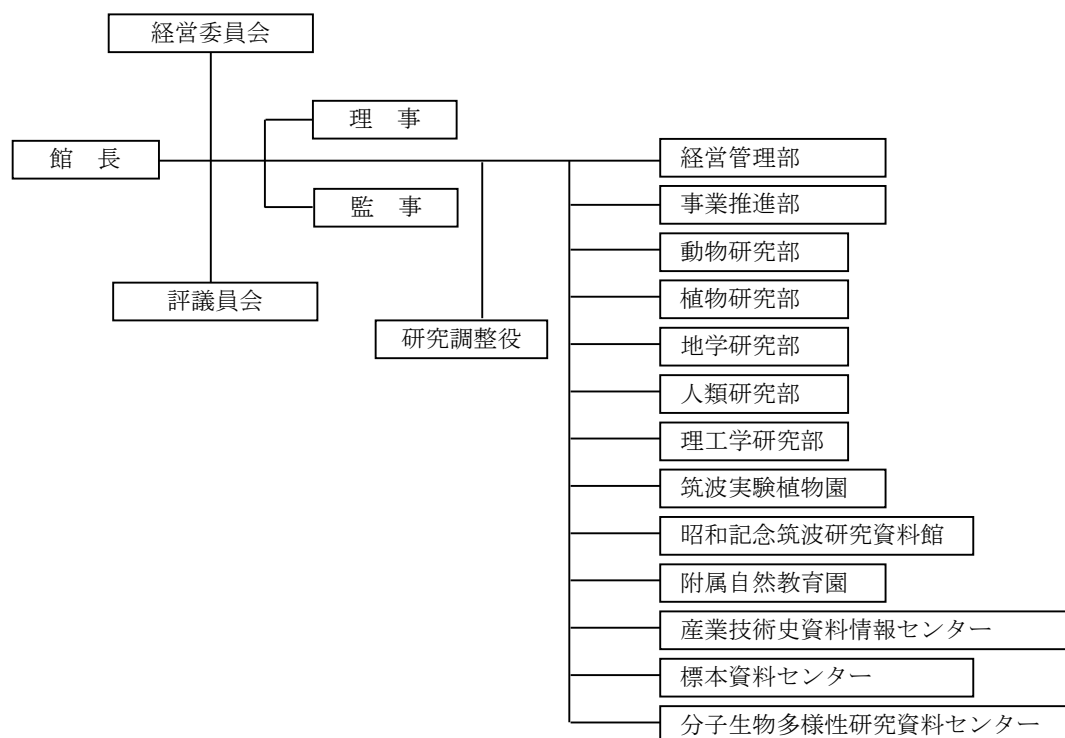 経営委員会
理　事
館　長
監　事
評議員会
研究調整役
経営管理部
事業推進部
動物研究部
植物研究部
地学研究部
人類研究部
理工学研究部
筑波実験植物園
昭和記念筑波研究資料館
附属自然教育園
産業技術史資料情報センター
標本資料センター
分子生物多様性研究資料センター